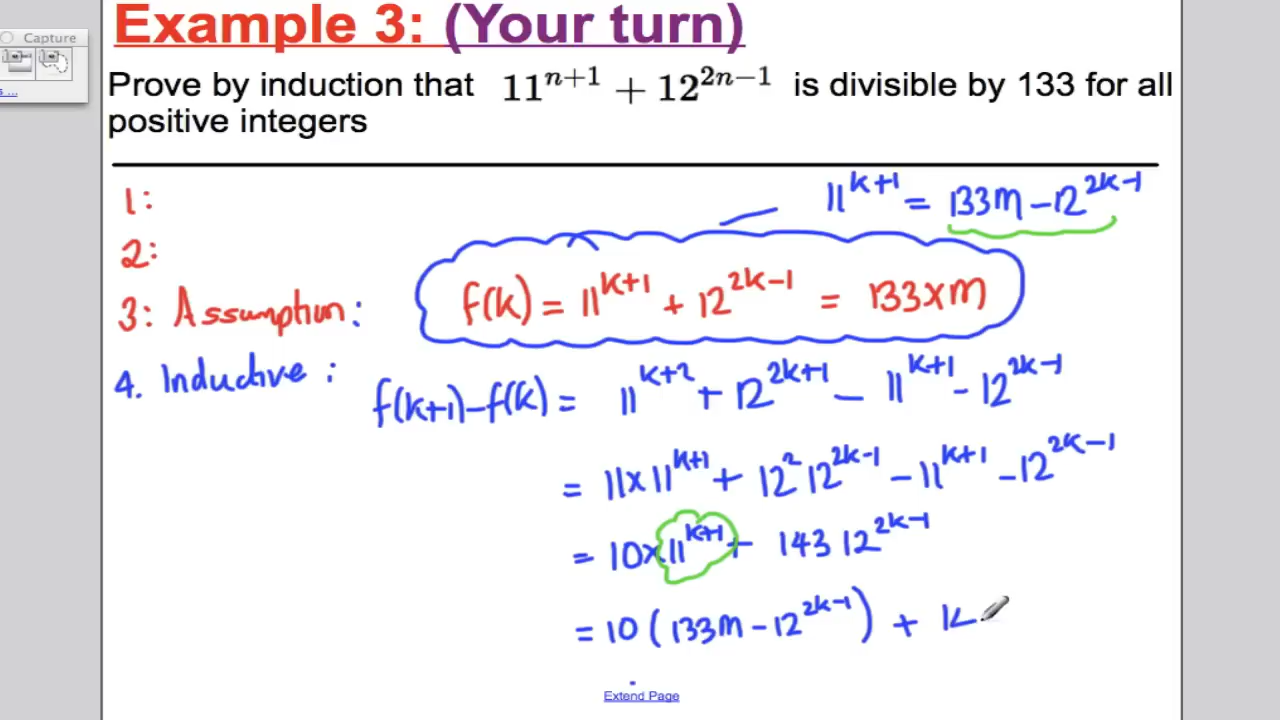 Capture
s ...
Example 3: (Your turn)
Prove by induction that 11^{n+1} + 12^{2n-1} is divisible by 133 for all
positive integers
1:
11^{k+1} = 133m - 12^{2k-1}
2:
3: Assumption: f(k) = 11^{k+1} + 12^{2k-1} = 133×m
4. Inductive : f(k+1) - f(k) = 11^{k+2} + 12^{2k+1} - 11^{k+1} - 12^{2k-1}
= 11×11^{k+1} + 12^2 12^{2k-1} - 11^{k+1} - 12^{2k-1}
= 10×11^{k+1} + 143 12^{2k-1}
= 10(133m - 12^{2k-1}) +
Extend Page